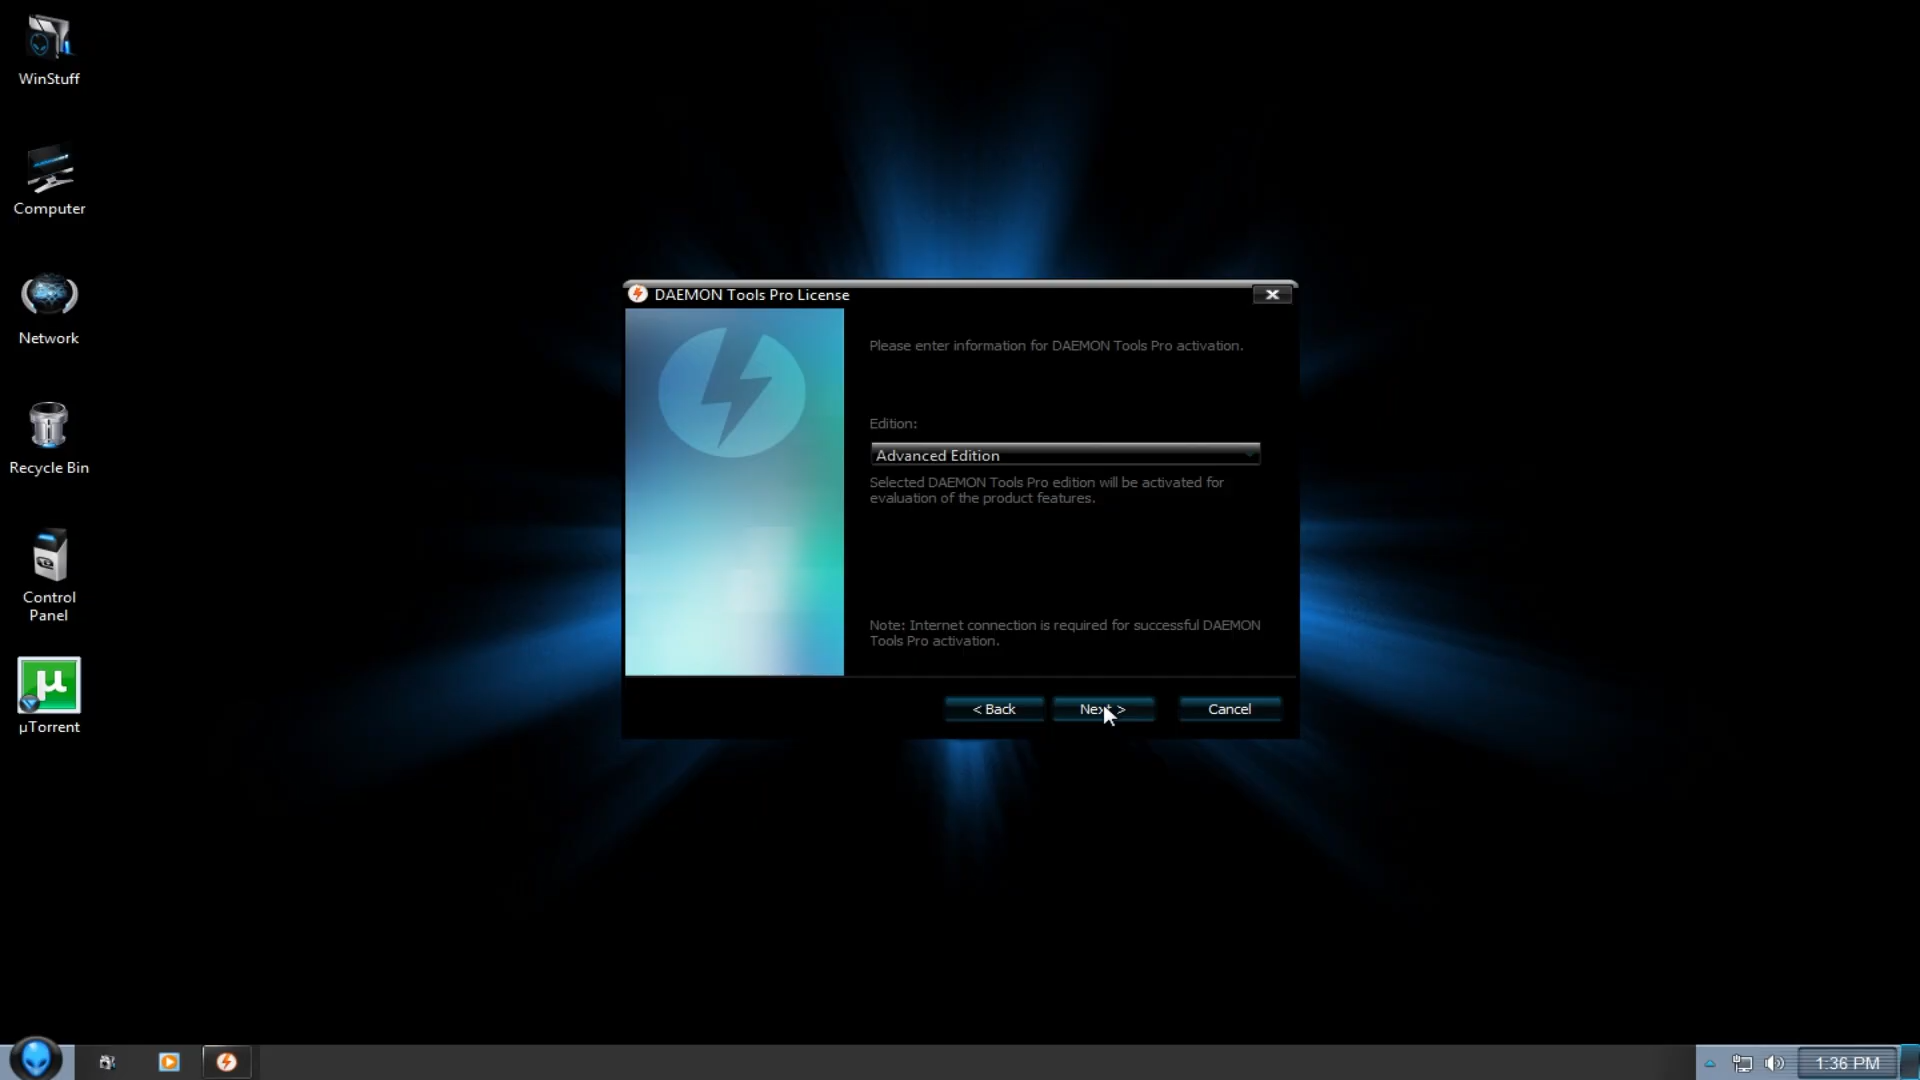 WinStuff
Computer
Network
Recycle Bin
Control
Panel
µ
µTorrent
DAEMON Tools Pro License
Please enter information for DAEMON Tools Pro activation.
Edition:
Advanced Edition
Selected DAEMON Tools Pro edition will be activated for
evaluation of the product features.
Note: Internet connection is required for successful DAEMON
Tools Pro activation.
< Back
Next >
Cancel
1:36 PM